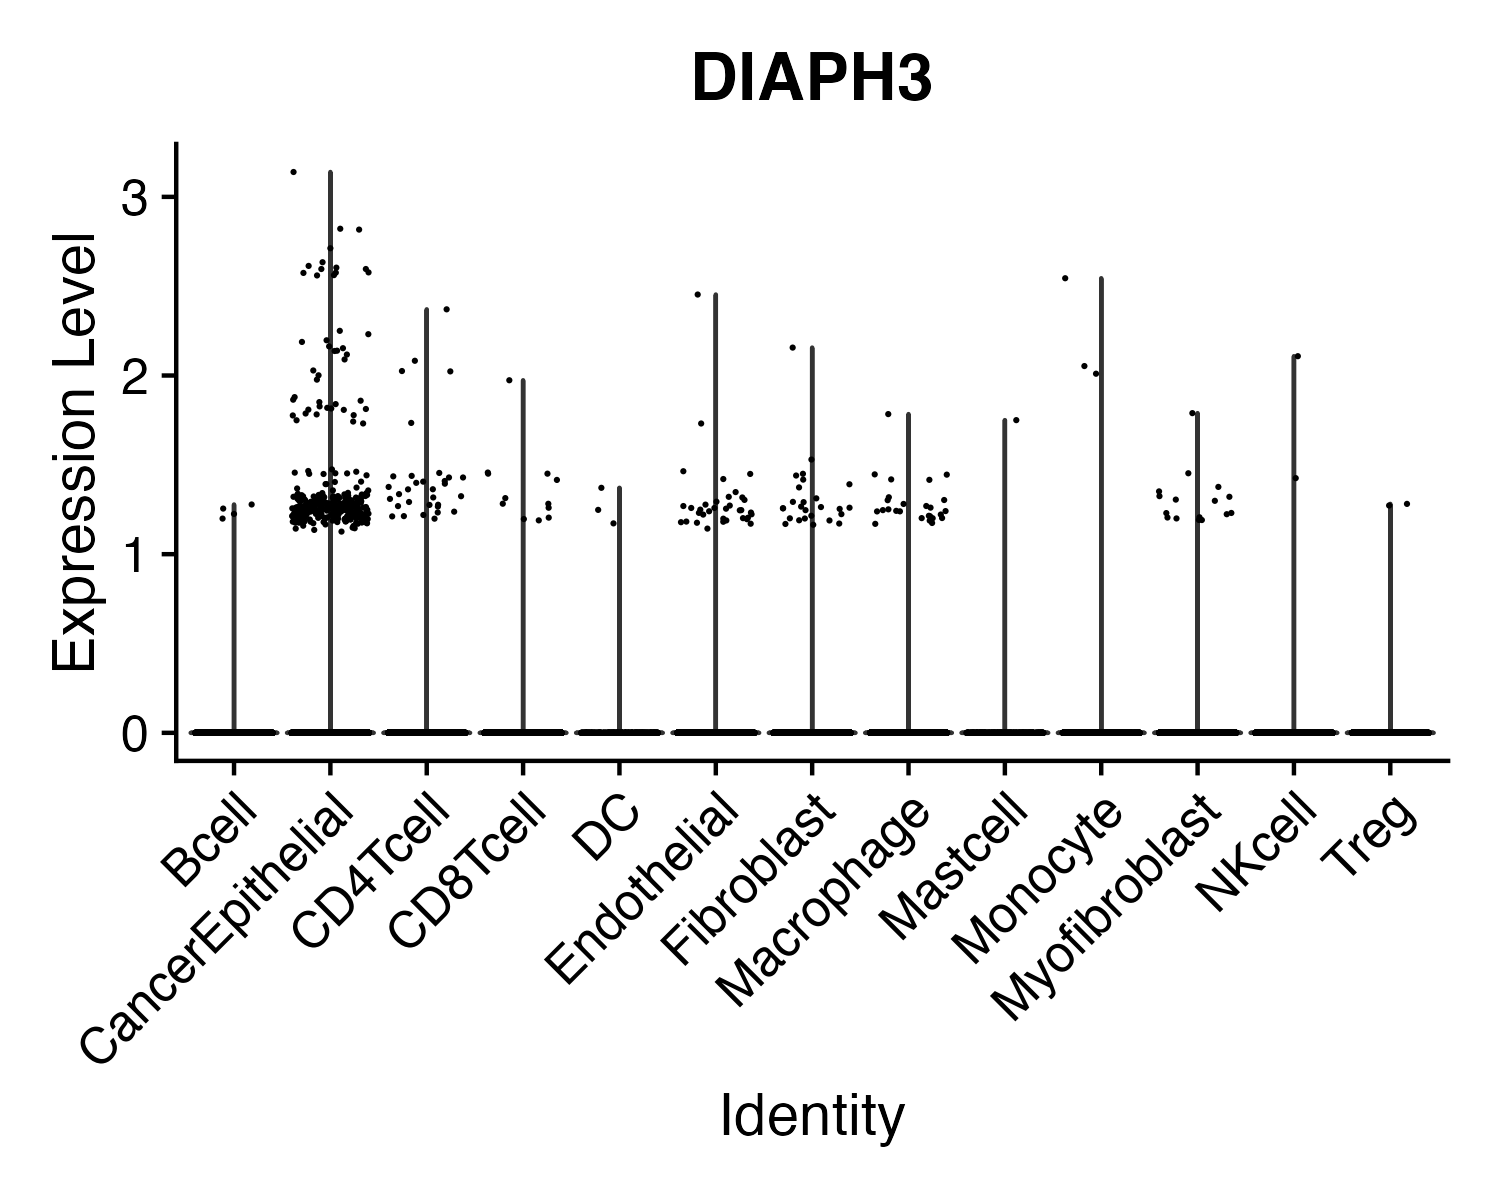 DIAPH3
Expression Level
3
2
1
0
Bcell
CancerEpithelial
CD4Tcell
CD8Tcell
DC
Endothelial
Fibroblast
Macrophage
Mastcell
Monocyte
Myofibroblast
NKcell
Treg
Identity